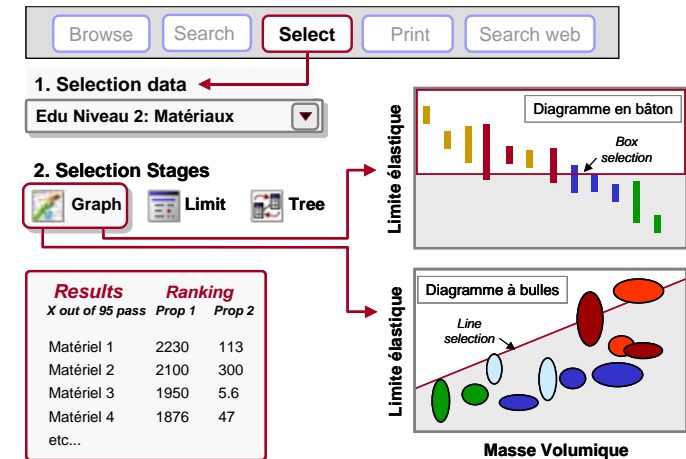 Browse Search Select Print Search web
1. Selection data
Edu Niveau 2: Matériaux
2. Selection Stages
Graph Limit Tree
Results Ranking
X out of 95 pass Prop 1 Prop 2
Matériel 1 2230 113
Matériel 2 2100 300
Matériel 3 1950 5.6
Matériel 4 1876 47
etc...
Limite élastique
Diagramme en bâton
Box
selection
Limite élastique
Diagramme à bulles
Line
selection
Masse Volumique